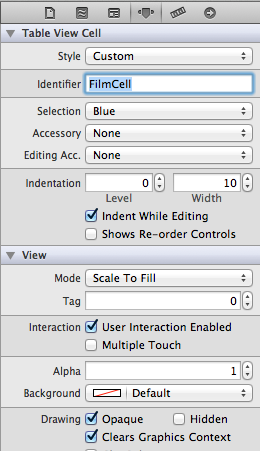 Table View Cell
Style Custom
Identifier FilmCell
Selection Blue
Accessory None
Editing Acc. None
Indentation 0 10
Level Width
Indent While Editing
Shows Re-order Controls
View
Mode Scale To Fill
Tag 0
Interaction User Interaction Enabled
Multiple Touch
Alpha 1
Background Default
Drawing Opaque Hidden
Clears Graphics Context